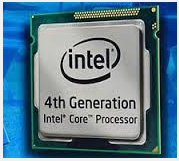 intel
4th Generation
Intel® Core™ Processor